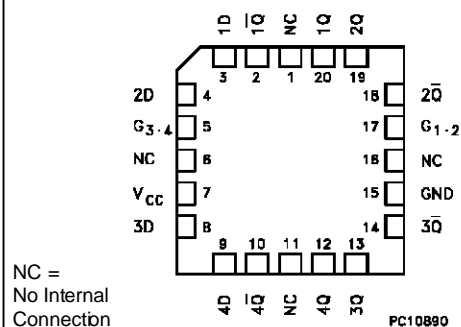 1D 1Q̅ NC 1Q 2Q
3 2 1 20 19
2D 4 18 2Q̅
G3-4 5 17 G1-2
NC 6 16 NC
VCC 7 15 GND
3D 8 14 3Q̅
9 10 11 12 13
4D 4Q̅ NC 4Q 3Q
NC =
No Internal
Connection
PC10890